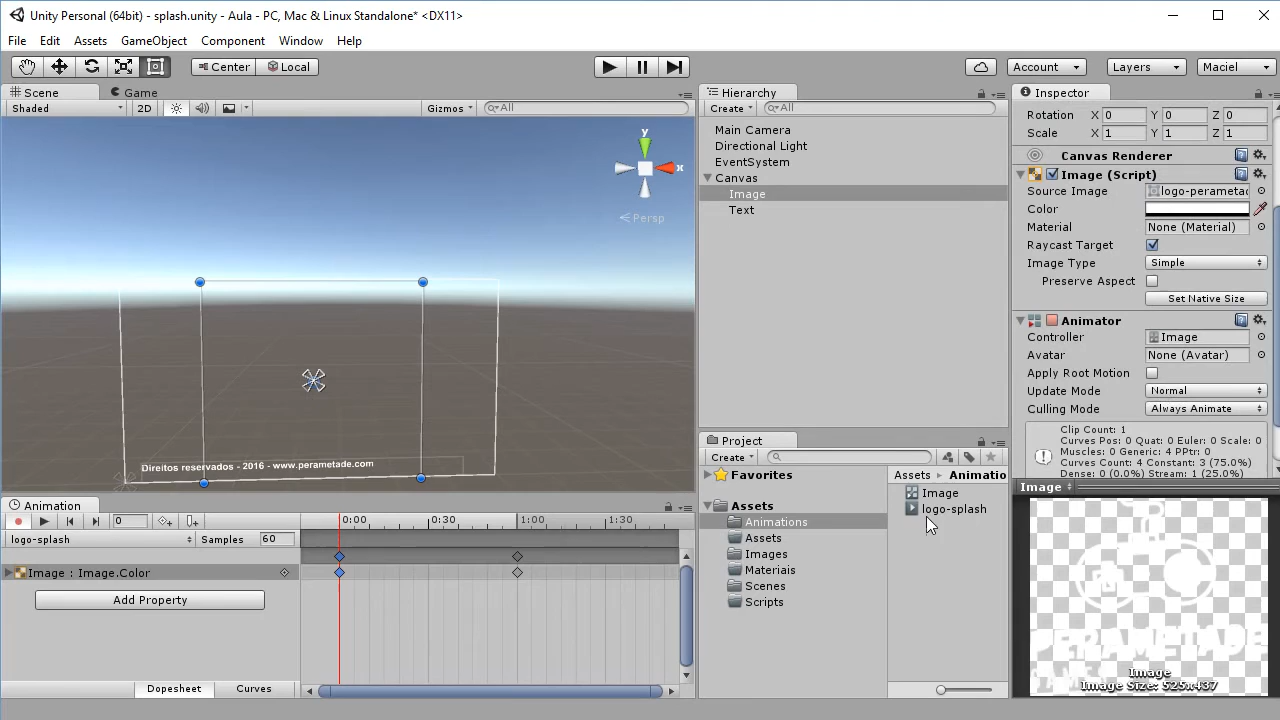 Unity Personal (64bit) - splash.unity - Aula - PC, Mac & Linux Standalone* <DX11>
File Edit Assets GameObject Component Window Help
Center Local Account Layers Maciel
Scene Game
Shaded 2D Gizmos All
y
x
Persp
Direitos reservados - 2016 - www.perametade.com
Hierarchy
Create All
Main Camera
Directional Light
EventSystem
Canvas
Image
Text
Inspector
Rotation X 0 Y 0 Z 0
Scale X 1 Y 1 Z 1
Canvas Renderer
Image (Script)
Source Image logo-perameta
Color
Material None (Material)
Raycast Target
Image Type Simple
Preserve Aspect
Set Native Size
Animator
Controller Image
Avatar None (Avatar)
Apply Root Motion
Update Mode Normal
Culling Mode Always Animate
Clip Count: 1
Curves Pos: 0 Quat: 0 Euler: 0 Scale: 0
Muscles: 0 Generic: 4 PPtr: 0
Curves Count: 4 Constant: 3 (75.0%)
Dense: 0 (0.0%) Stream: 1 (25.0%)
Image
PERAMETADE
Image
Image Size: 525x437
Project
Create
Favorites
Assets
Animations
Assets
Images
Materiais
Scenes
Scripts
Assets Animatio
Image
logo-splash
Animation
0 0:00 0:30 1:00 1:30
logo-splash Samples 60
Image : Image.Color
Add Property
Dopesheet Curves